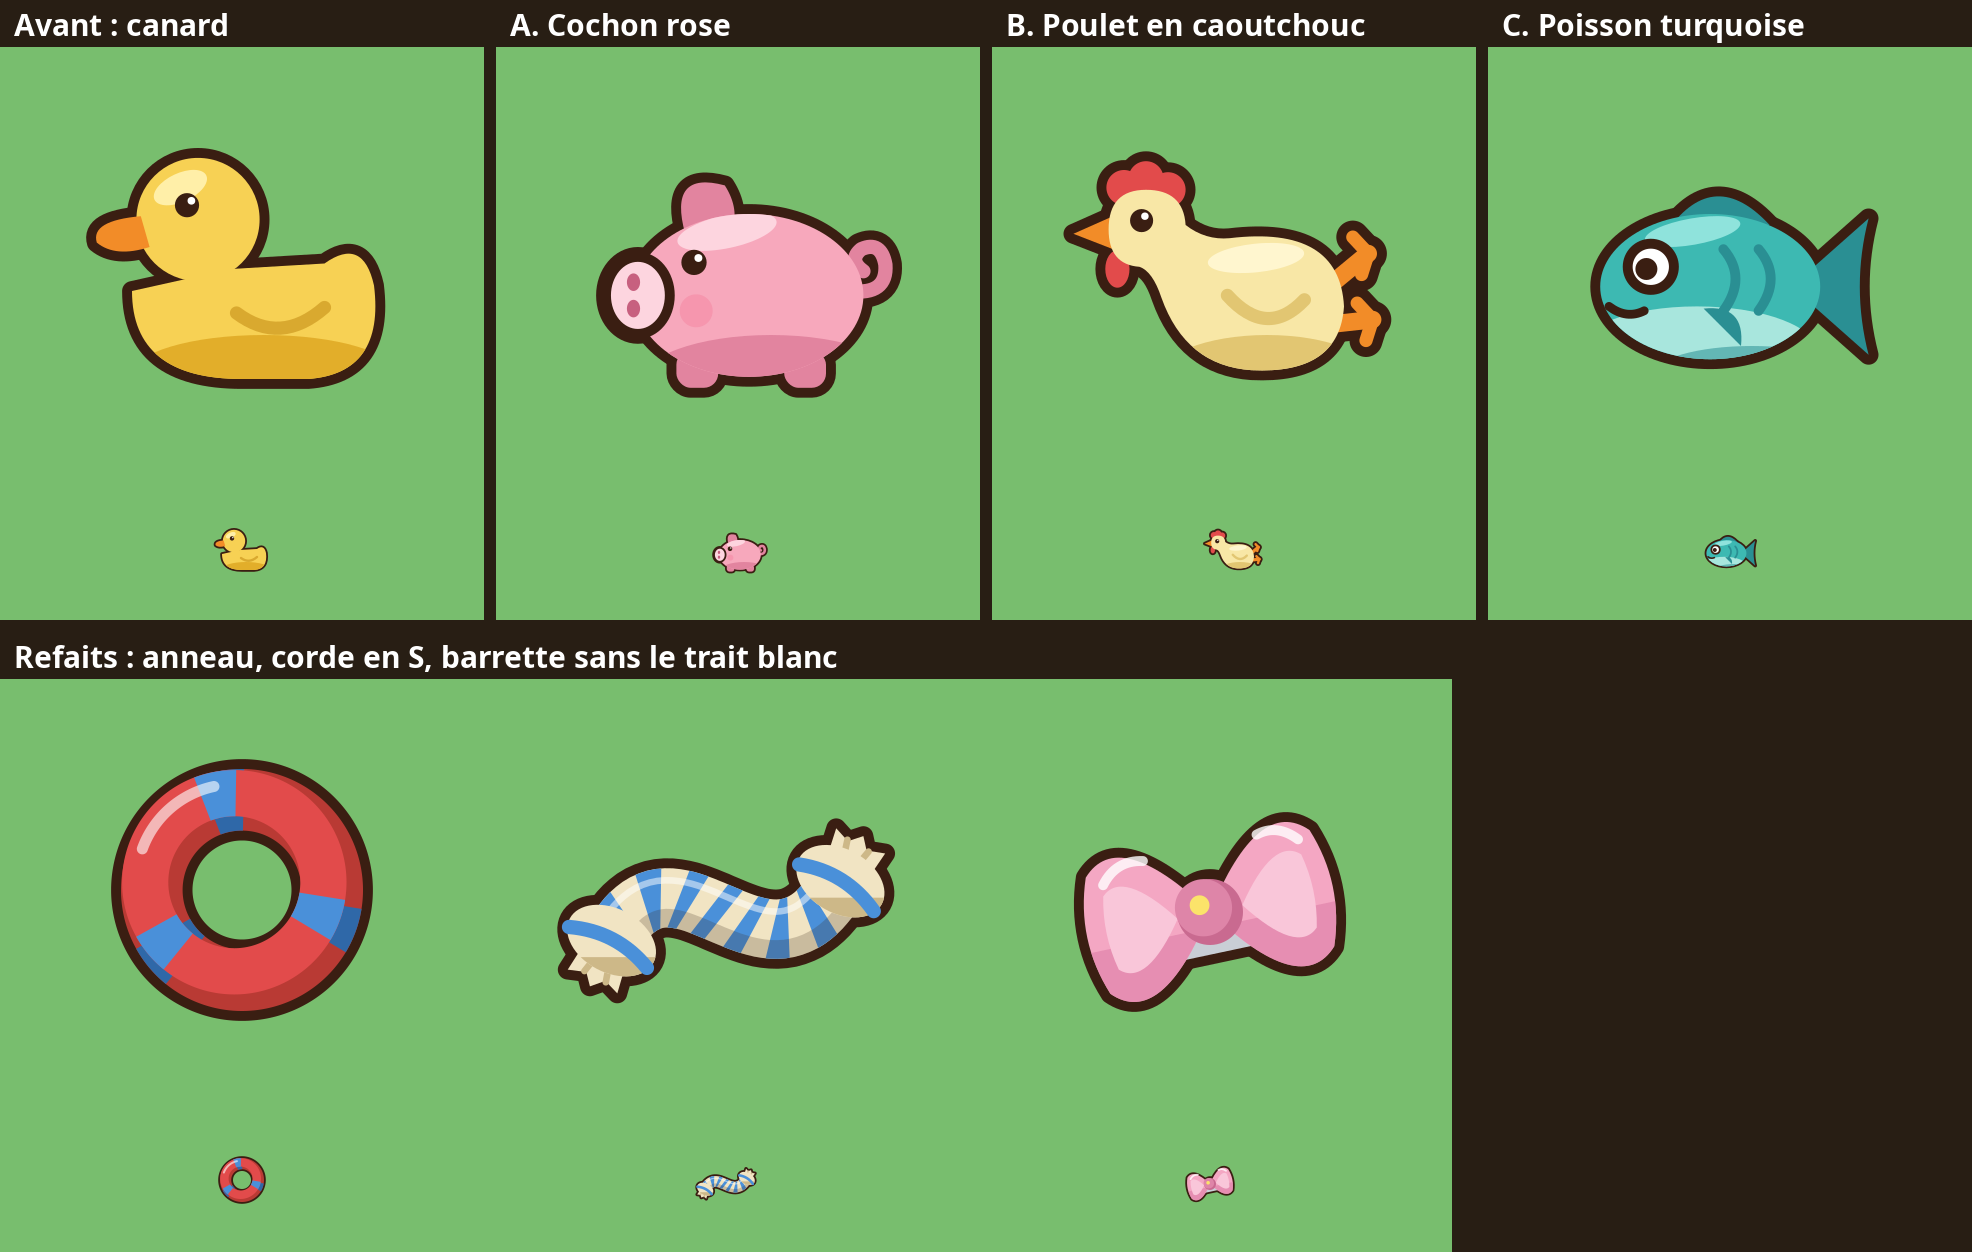 Avant : canard
A. Cochon rose
B. Poulet en caoutchouc
C. Poisson turquoise
Refaits : anneau, corde en S, barrette sans le trait blanc